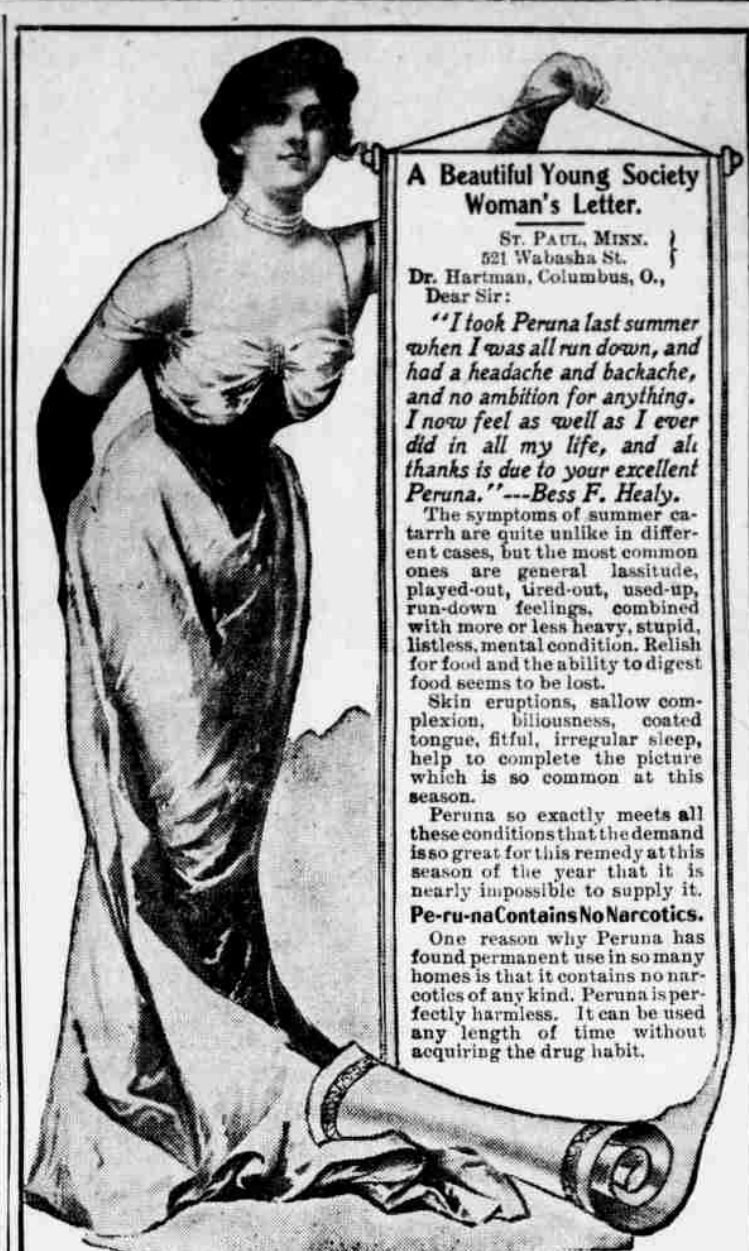 A Beautiful Young Society
Woman's Letter.
St. Paul, Minn.
521 Wabasha St.
Dr. Hartman, Columbus, O.,
Dear Sir:
"I took Peruna last summer
when I was all run down, and
had a headache and backache,
and no ambition for anything.
I now feel as well as I ever
did in all my life, and all
thanks is due to your excellent
Peruna."---Bess F. Healy.
The symptoms of summer ca-
tarrh are quite unlike in differ-
ent cases, but the most common
ones are general lassitude,
played-out, tired-out, used-up,
run-down feelings, combined
with more or less heavy, stupid,
listless, mental condition. Relish
for food and the ability to digest
food seems to be lost.
Skin eruptions, sallow com-
plexion, biliousness, coated
tongue, fitful, irregular sleep,
help to complete the picture
which is so common at this
season.
Peruna so exactly meets all
these conditions that the demand
is so great for this remedy at this
season of the year that it is
nearly impossible to supply it.
Pe-ru-na Contains No Narcotics.
One reason why Peruna has
found permanent use in so many
homes is that it contains no nar-
cotics of any kind. Peruna is per-
fectly harmless. It can be used
any length of time without
acquiring the drug habit.